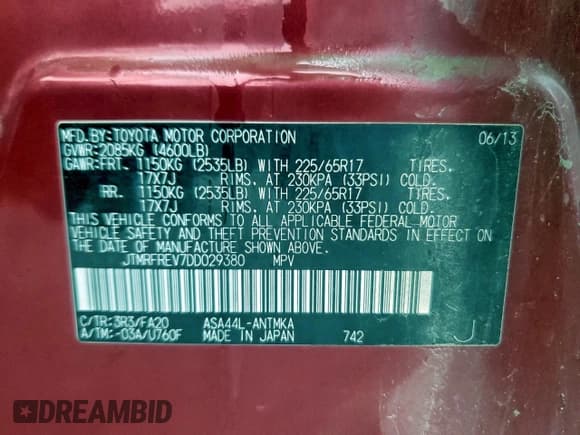 MFD.BY:TOYOTA MOTOR CORPORATION 06/13
GVWR:2085KG (4600LB)
GAWR:FRT. 1150KG (2535LB) WITH 225/65R17 TIRES.
17X7J RIMS. AT 230KPA (33PSI) COLD.
RR. 1150KG (2535LB) WITH 225/65R17 TIRES.
17X7J RIMS. AT 230KPA (33PSI) COLD.
THIS VEHICLE CONFORMS TO ALL APPLICABLE FEDERAL MOTOR
VEHICLE SAFETY AND THEFT PREVENTION STANDARDS IN EFFECT
ON THE DATE OF MANUFACTURE SHOWN ABOVE.
JTMRFREV7DD029380 MPV
C/TR:3R3/FA20 ASA44L-ANTMKA J
A/TM:-03A/U760F MADE IN JAPAN 742
DREAMBID